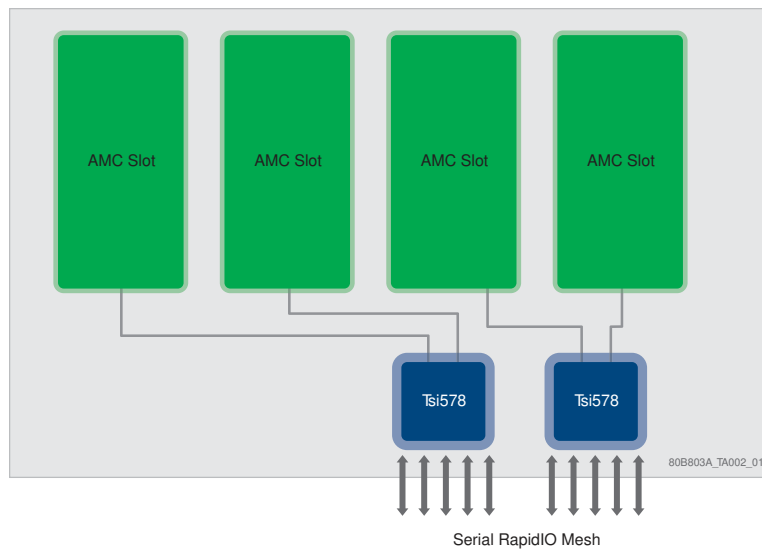 AMC Slot
AMC Slot
AMC Slot
AMC Slot
Tsi578
Tsi578
80B803A_TA002_01
Serial RapidIO Mesh